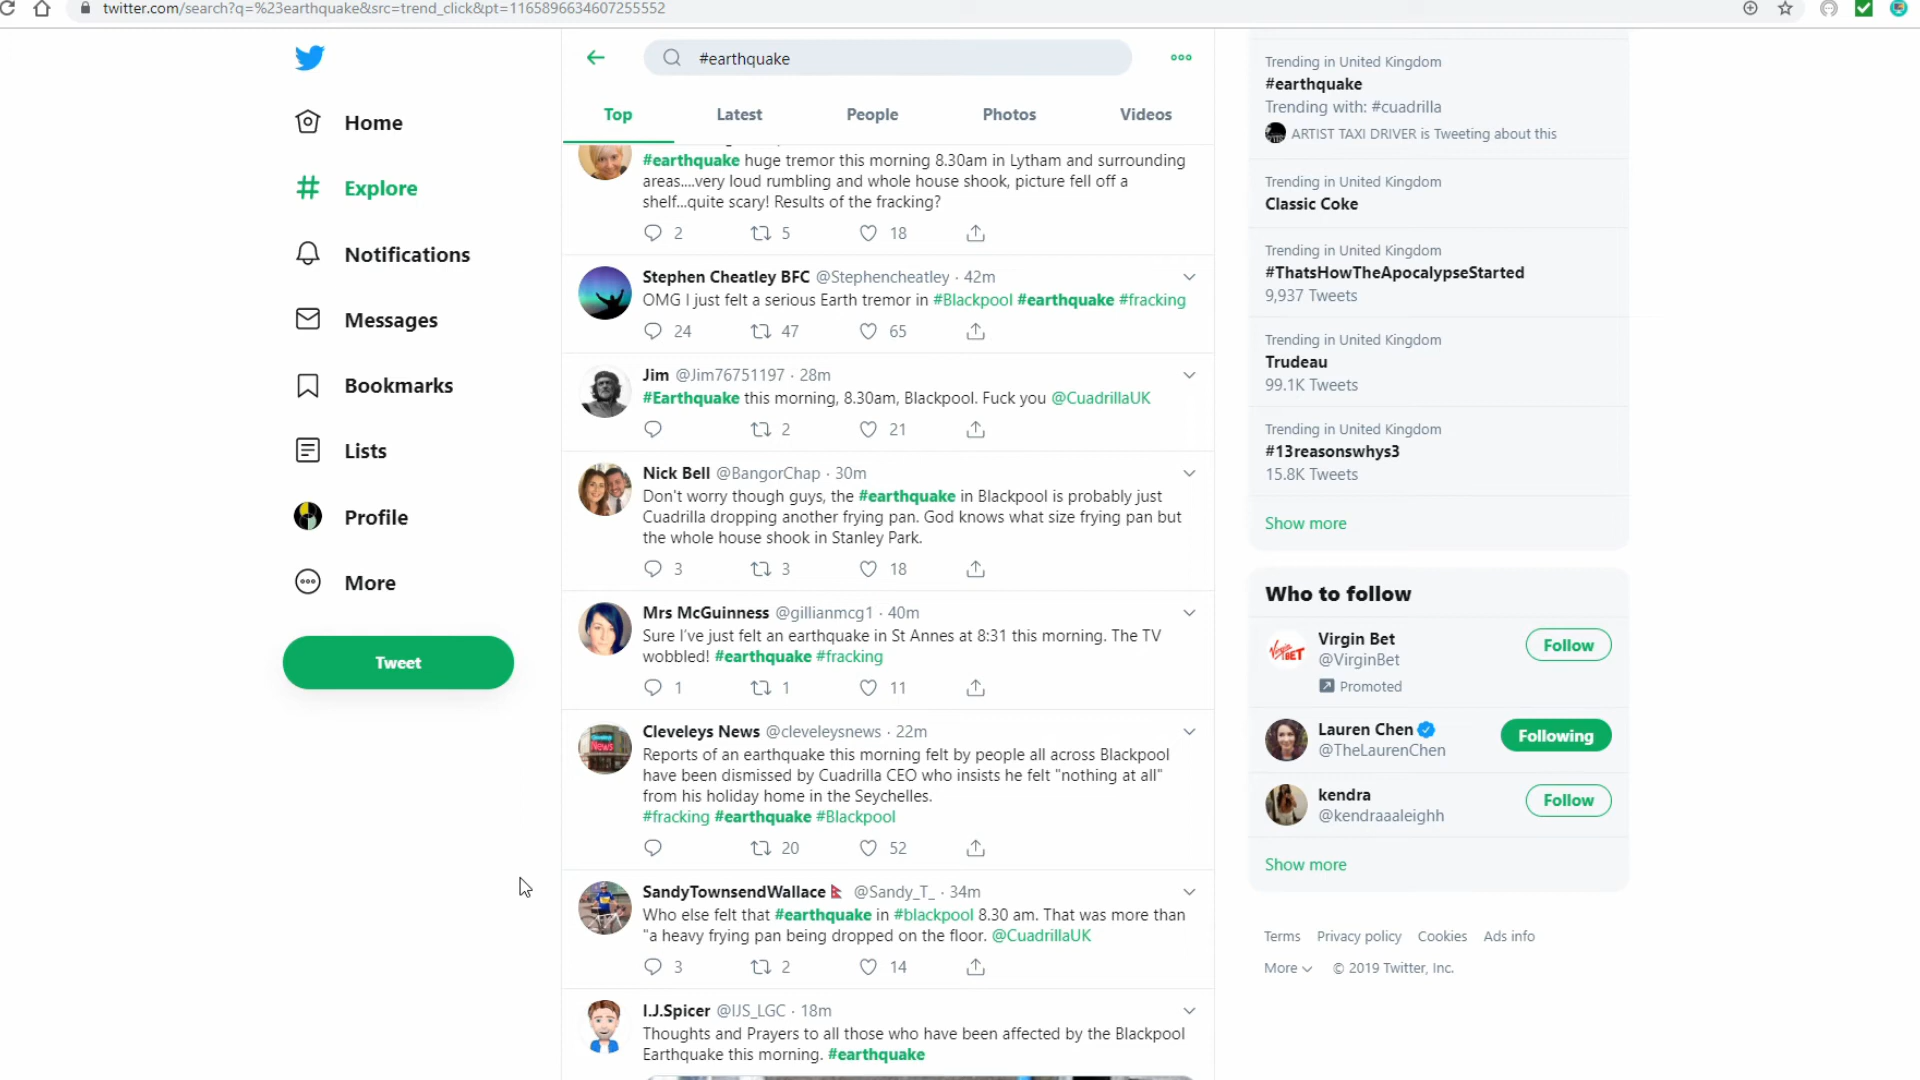 twitter.com/search?q=%23earthquake&src=trend_click&pt=1165896634607255552
Home
Explore
Notifications
Messages
Bookmarks
Lists
Profile
More
Tweet
#earthquake
Top
Latest
People
Photos
Videos
#earthquake huge tremor this morning 8.30am in Lytham and surrounding
areas....very loud rumbling and whole house shook, picture fell off a
shelf...quite scary! Results of the fracking?
2
5
18
Stephen Cheatley BFC @Stephencheatley · 42m
OMG I just felt a serious Earth tremor in #Blackpool #earthquake #fracking
24
47
65
Jim @Jim76751197 · 28m
#Earthquake this morning, 8.30am, Blackpool. Fuck you @CuadrillaUK
2
21
Nick Bell @BangorChap · 30m
Don't worry though guys, the #earthquake in Blackpool is probably just
Cuadrilla dropping another frying pan. God knows what size frying pan but
the whole house shook in Stanley Park.
3
3
18
Mrs McGuinness @gillianmcg1 · 40m
Sure I've just felt an earthquake in St Annes at 8:31 this morning. The TV
wobbled! #earthquake #fracking
1
1
11
Cleveleys News @cleveleysnews · 22m
Reports of an earthquake this morning felt by people all across Blackpool
have been dismissed by Cuadrilla CEO who insists he felt "nothing at all"
from his holiday home in the Seychelles.
#fracking #earthquake #Blackpool
20
52
SandyTownsendWallace @Sandy_T_ · 34m
Who else felt that #earthquake in #blackpool 8.30 am. That was more than
"a heavy frying pan being dropped on the floor. @CuadrillaUK
3
2
14
I.J.Spicer @IJS_LGC · 18m
Thoughts and Prayers to all those who have been affected by the Blackpool
Earthquake this morning. #earthquake
Trending in United Kingdom
#earthquake
Trending with: #cuadrilla
ARTIST TAXI DRIVER is Tweeting about this
Trending in United Kingdom
Classic Coke
Trending in United Kingdom
#ThatsHowTheApocalypseStarted
9,937 Tweets
Trending in United Kingdom
Trudeau
99.1K Tweets
Trending in United Kingdom
#13reasonswhys3
15.8K Tweets
Show more
Who to follow
Virgin Bet
@VirginBet
Promoted
Follow
Lauren Chen
@TheLaurenChen
Following
kendra
@kendraaaleighh
Follow
Show more
Terms Privacy policy Cookies Ads info
More © 2019 Twitter, Inc.